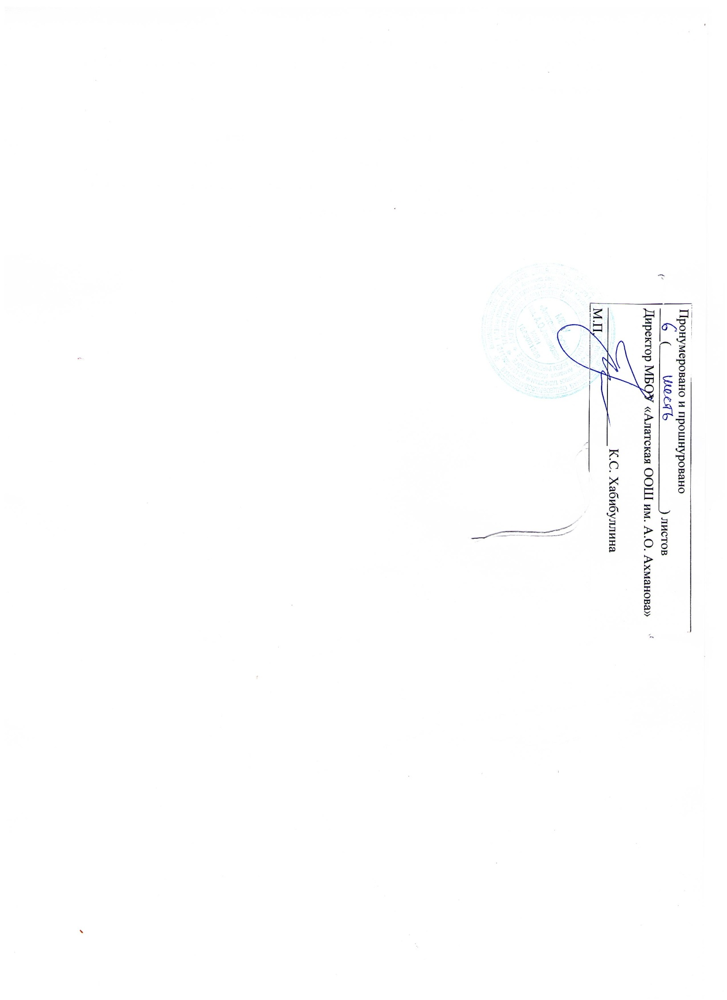 Пронумеровано и прошнуровано
6 ( шесть ) листов
Директор МБОУ «Алатская ООШ им. А.О. Ахманова»
К.С. Хабибуллина
М.П.